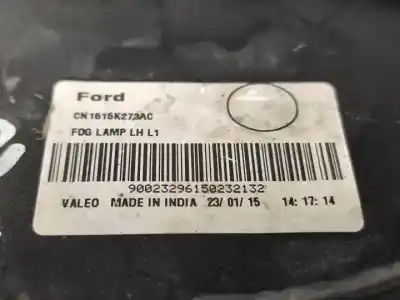 Ford
CN1515K273AC
FOG LAMP LH L1
90023296150232132
VALEO MADE IN INDIA 23/01/15 14:17:14